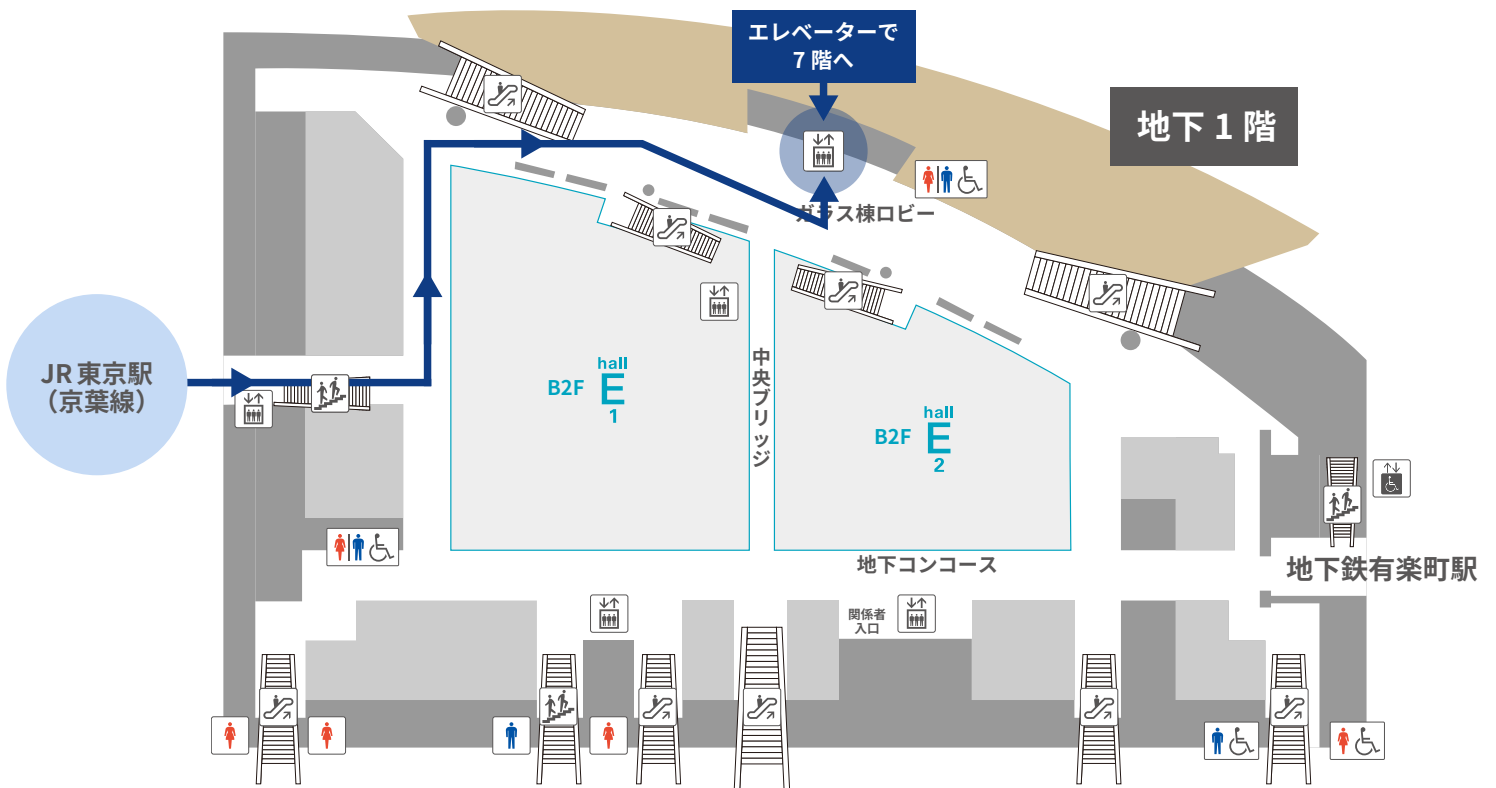 エレベーターで
7 階へ
地下 1 階
ガラス棟ロビー
JR 東京駅
（京葉線）
B2F
hall
E
1
中央ブリッジ
B2F
hall
E
2
地下コンコース
地下鉄有楽町駅
関係者
入口